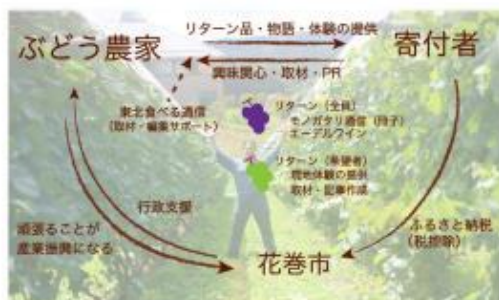 リターン品・物語・体験の提供
ぶどう農家
寄付者
興味関心・取材・PR
東北食べる通信
(取材・編集サポート)
リターン（全員）
モノガタリ通信（冊子）
エーデルワイン
リターン（希望者）
現地体験の提供
取材・記事作成
行政支援
頑張ることが
産業振興になる
ふるさと納税
(税控除)
花巻市